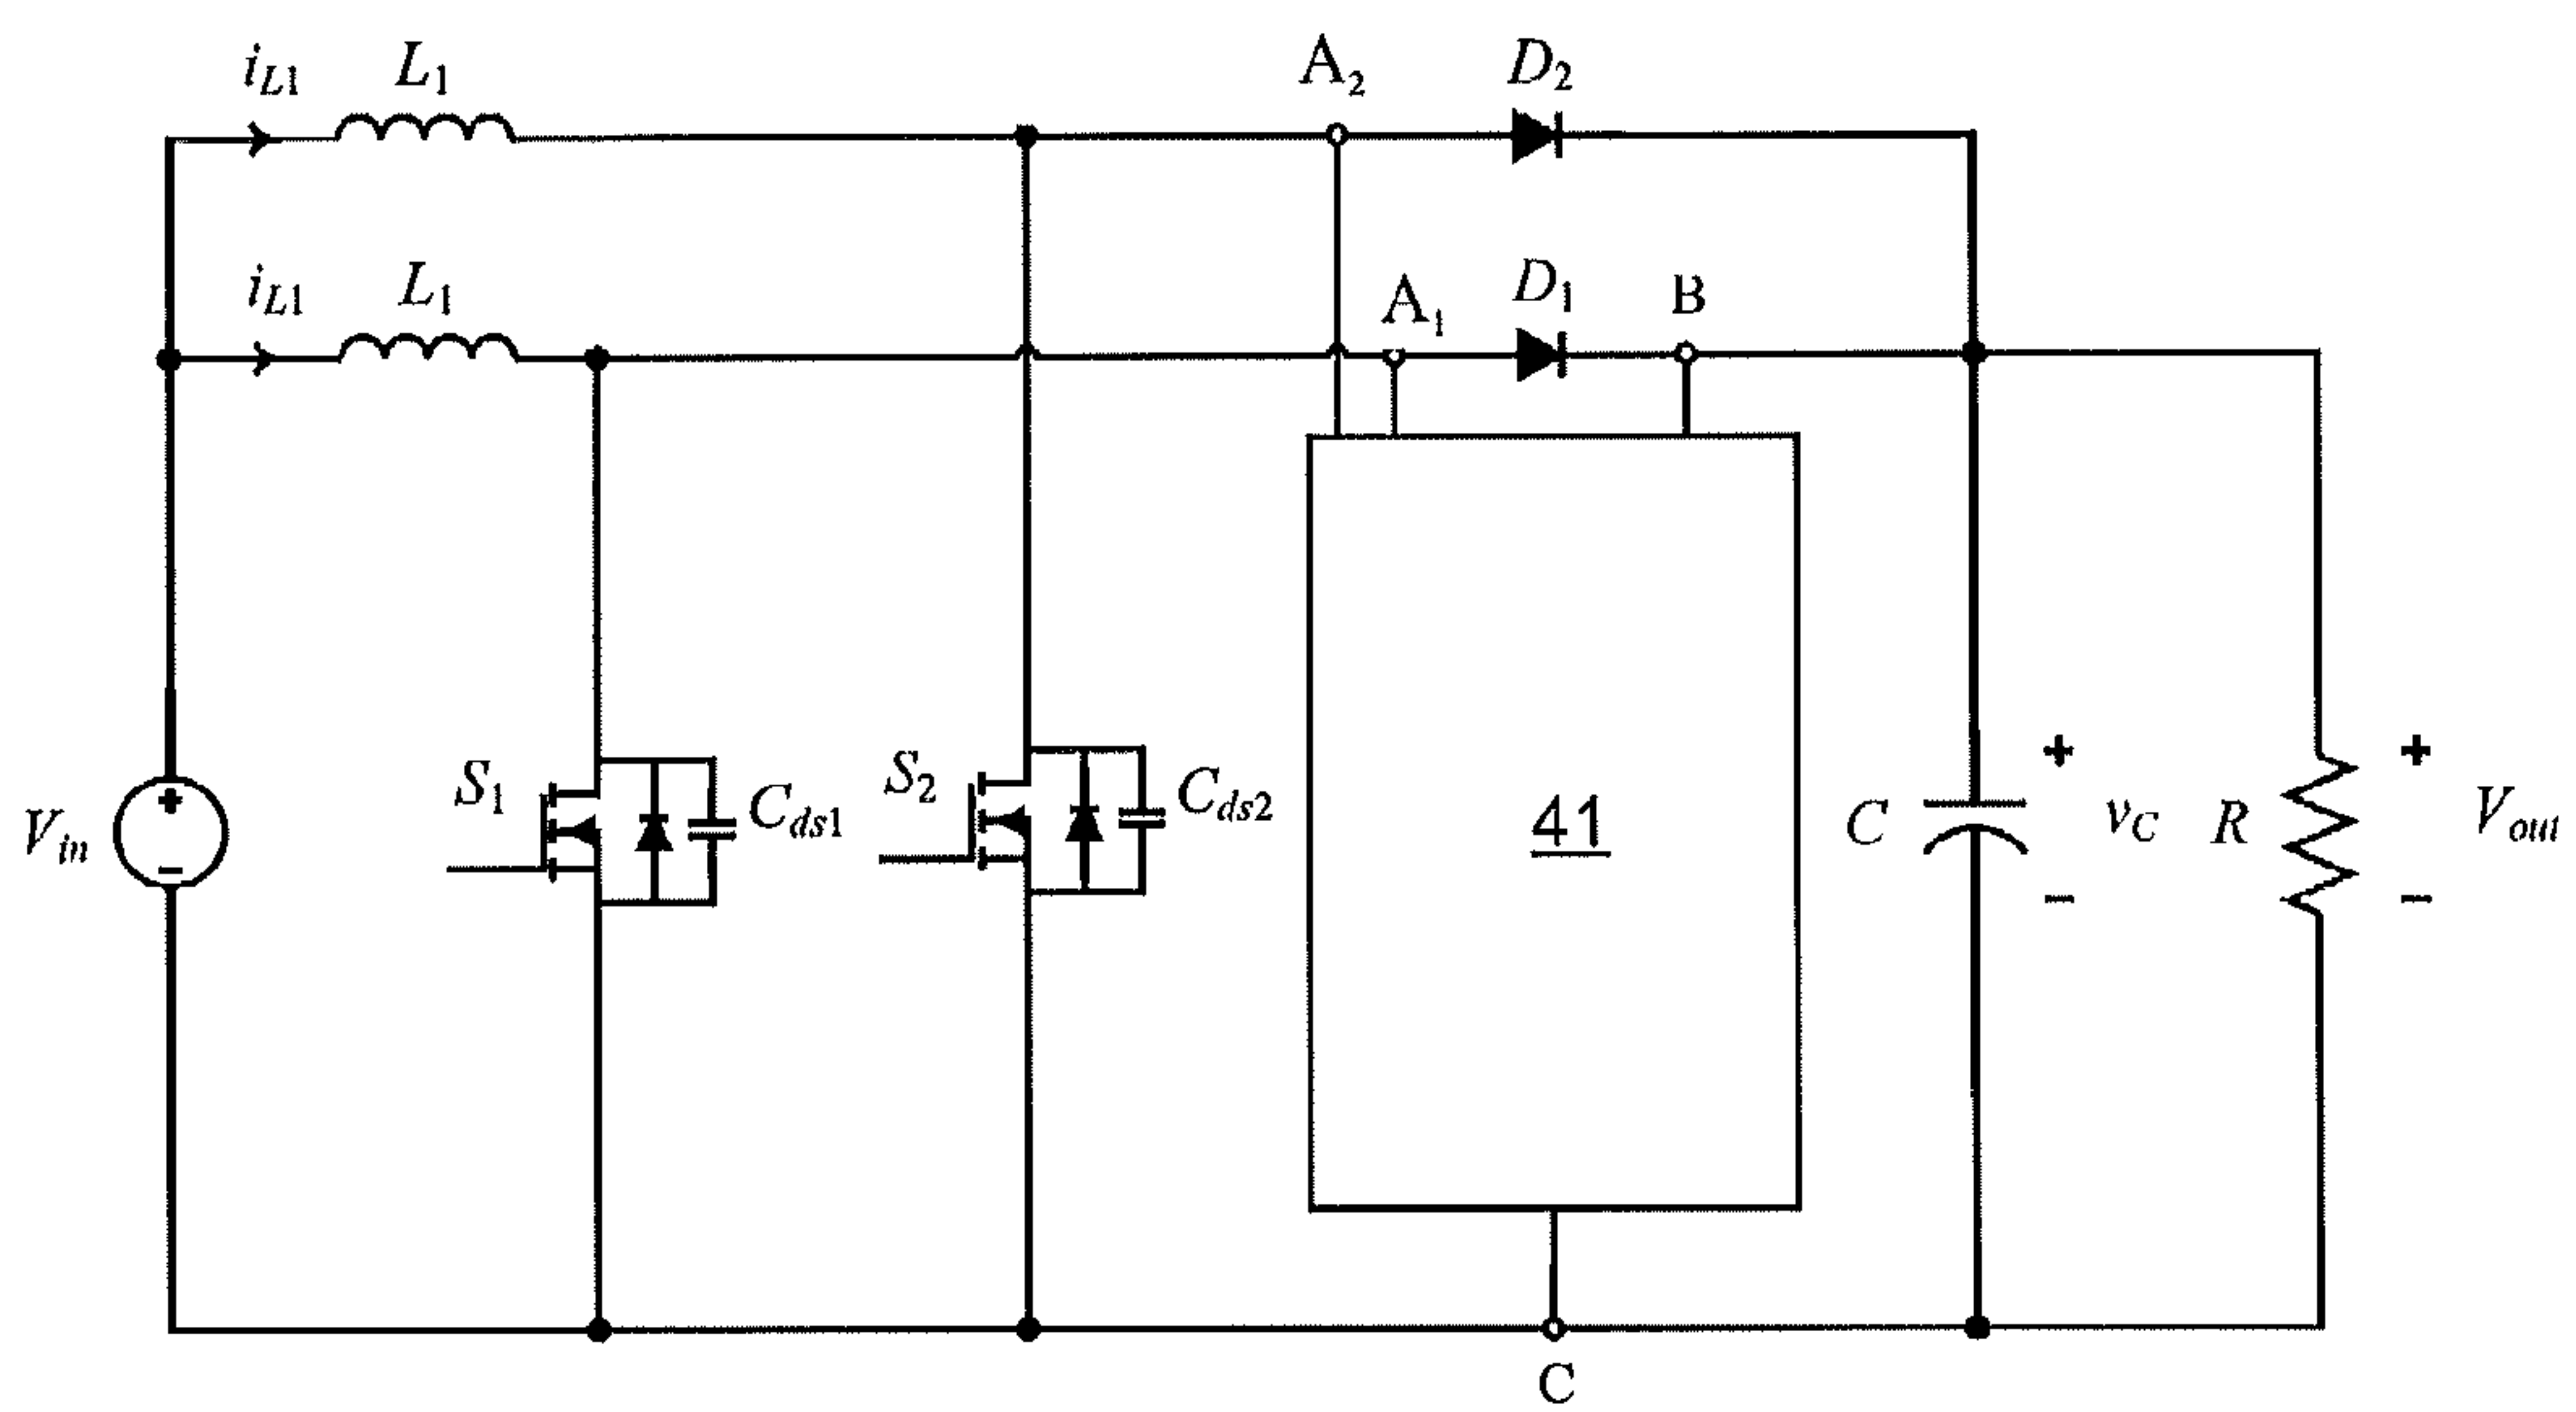 iL1 L1 A2 D2
iL1 L1 A1 D1 B
Vin + − S1 Cds1 S2 Cds2 41 C + vC − R + Vout −
C